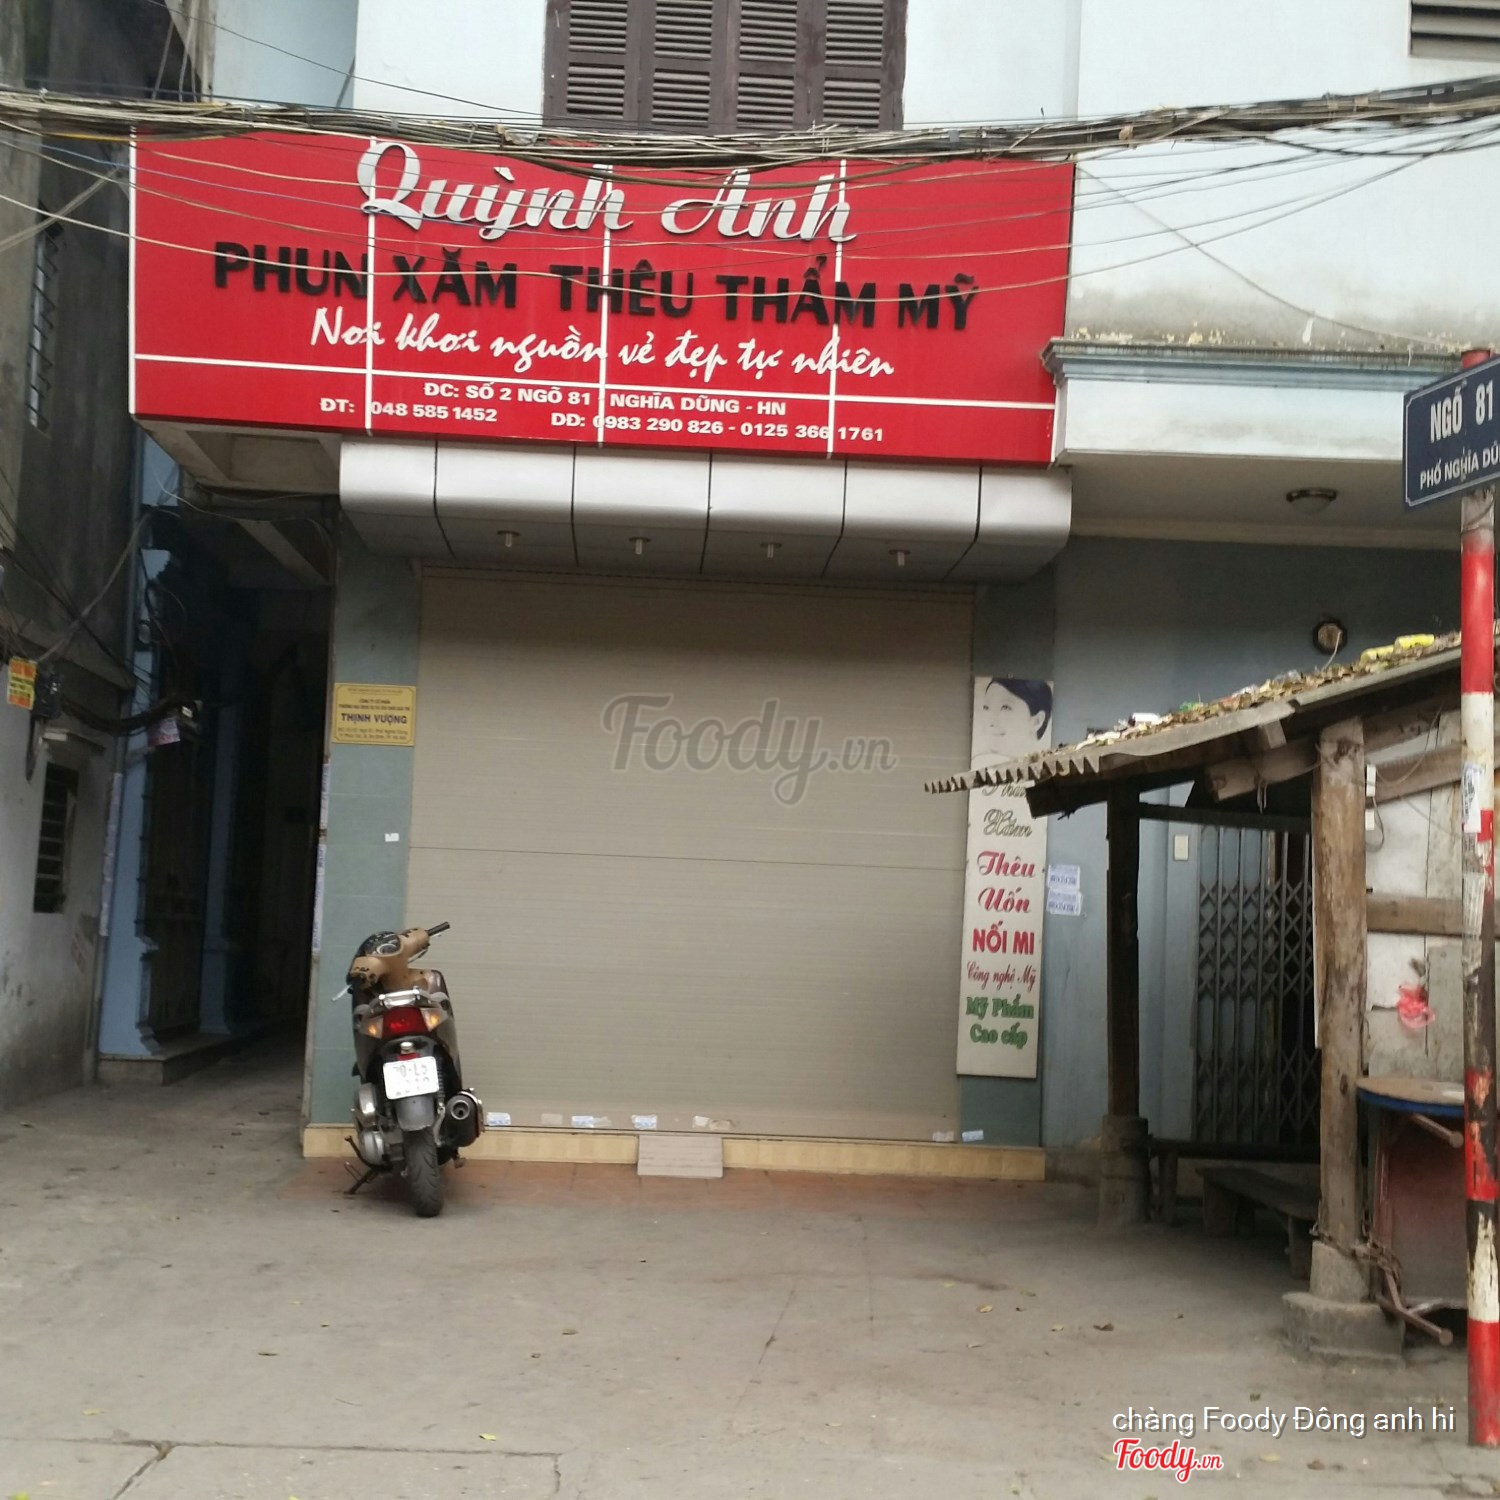 Quỳnh Anh
PHUN XĂM THÊU THẨM MỸ
Nơi khơi nguồn vẻ đẹp tự nhiên
ĐC: SỐ 2 NGÕ 81 - NGHĨA DŨNG - HN
ĐT: 048 585 1452 DĐ: 0983 290 826 - 0125 366 1761
NGÕ 81
PHỐ NGHĨA DŨ
THỊNH VƯỢNG
Foody.vn
Phun
Xăm
Thêu
Uốn
NỐI MI
Công nghệ Mỹ
Mỹ Phẩm
Cao cấp
chàng Foody Đông anh hi
Foody.vn